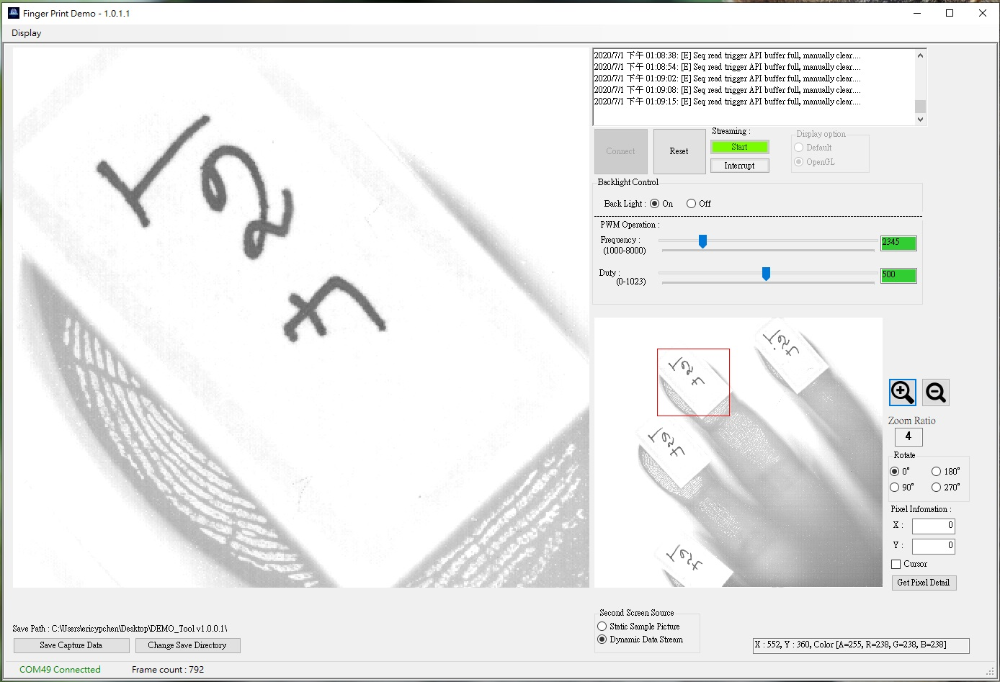 Finger Print Demo - 1.0.1.1
Display
2020/7/1 下午 01:08:38: [E] Seq read trigger API buffer full, manually clear....
2020/7/1 下午 01:08:54: [E] Seq read trigger API buffer full, manually clear....
2020/7/1 下午 01:09:02: [E] Seq read trigger API buffer full, manually clear....
2020/7/1 下午 01:09:08: [E] Seq read trigger API buffer full, manually clear....
2020/7/1 下午 01:09:15: [E] Seq read trigger API buffer full, manually clear....
Connect
Reset
Streaming :
Start
Interrupt
Display option
Default
OpenGL
Backlight Control
Back Light : On Off
PWM Operation :
Frequency :
(1000-8000)
2345
Duty :
(0-1023)
500
Zoom Ratio
4
Rotate
0° 180°
90° 270°
Pixel Infomation :
X : 0
Y : 0
Cursor
Get Pixel Detail
Second Screen Source
Static Sample Picture
Dynamic Data Stream
X : 552, Y : 360, Color [A=255, R=238, G=238, B=238]
Save Path : C:\Users\ericypchen\Desktop\DEMO_Tool v1.0.0.1\
Save Capture Data
Change Save Directory
COM49 Connectted
Frame count : 792